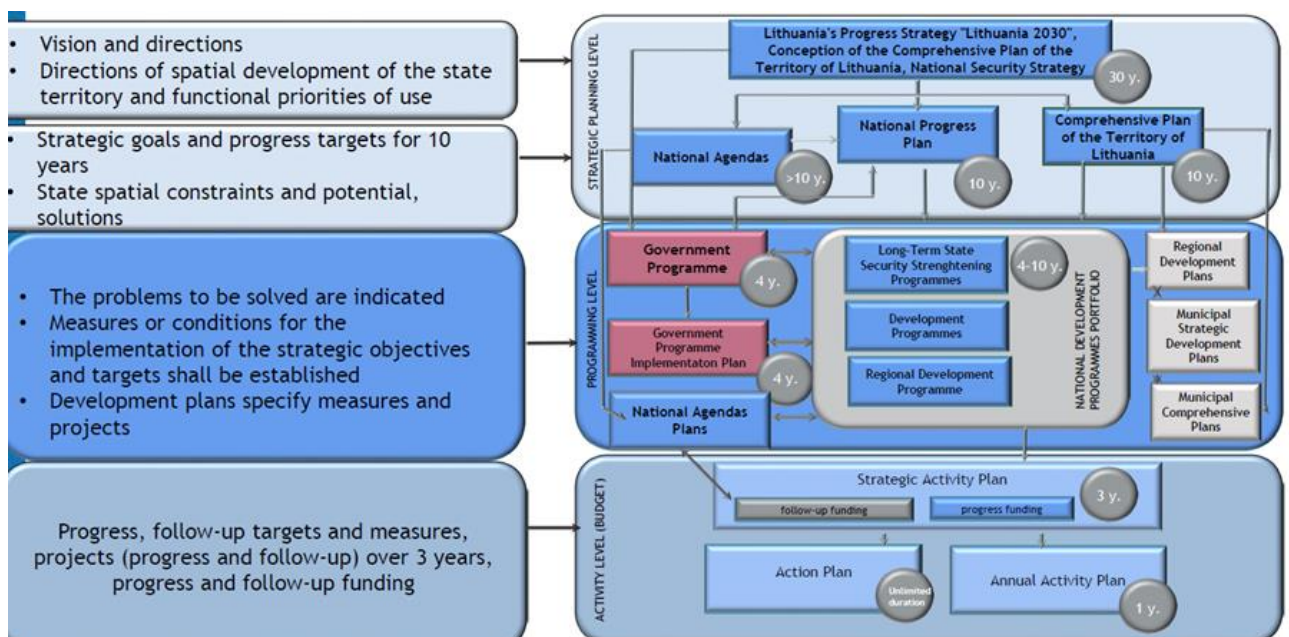 • Vision and directions
• Directions of spatial development of the state
territory and functional priorities of use
• Strategic goals and progress targets for 10
years
• State spatial constraints and potential,
solutions
• The problems to be solved are indicated
• Measures or conditions for the
implementation of the strategic objectives
and targets shall be established
• Development plans specify measures and
projects
Progress, follow-up targets and measures,
projects (progress and follow-up) over 3 years,
progress and follow-up funding
STRATEGIC PLANNING LEVEL
Lithuania's Progress Strategy "Lithuania 2030",
Conception of the Comprehensive Plan of the
Territory of Lithuania, National Security Strategy
30 y.
National Agendas
>10 y.
National Progress
Plan
10 y.
Comprehensive Plan
of the Territory of
Lithuania
10 y.
PROGRAMMING LEVEL
Government
Programme
4 y.
Government
Programme
Implementaton Plan
4 y.
National Agendas
Plans
Long-Term State
Security Strenghtening
Programmes
4-10 y.
Development
Programmes
Regional Development
Programme
NATIONAL DEVELOPMENT
PROGRAMMES PORTFOLIO
Regional
Development
Plans
Municipal
Strategic
Development
Plans
Municipal
Comprehensive
Plans
ACTIVITY LEVEL (BUDGET)
Strategic Activity Plan
3 y.
follow-up funding
progress funding
Action Plan
Unlimited
duration
Annual Activity Plan
1 y.